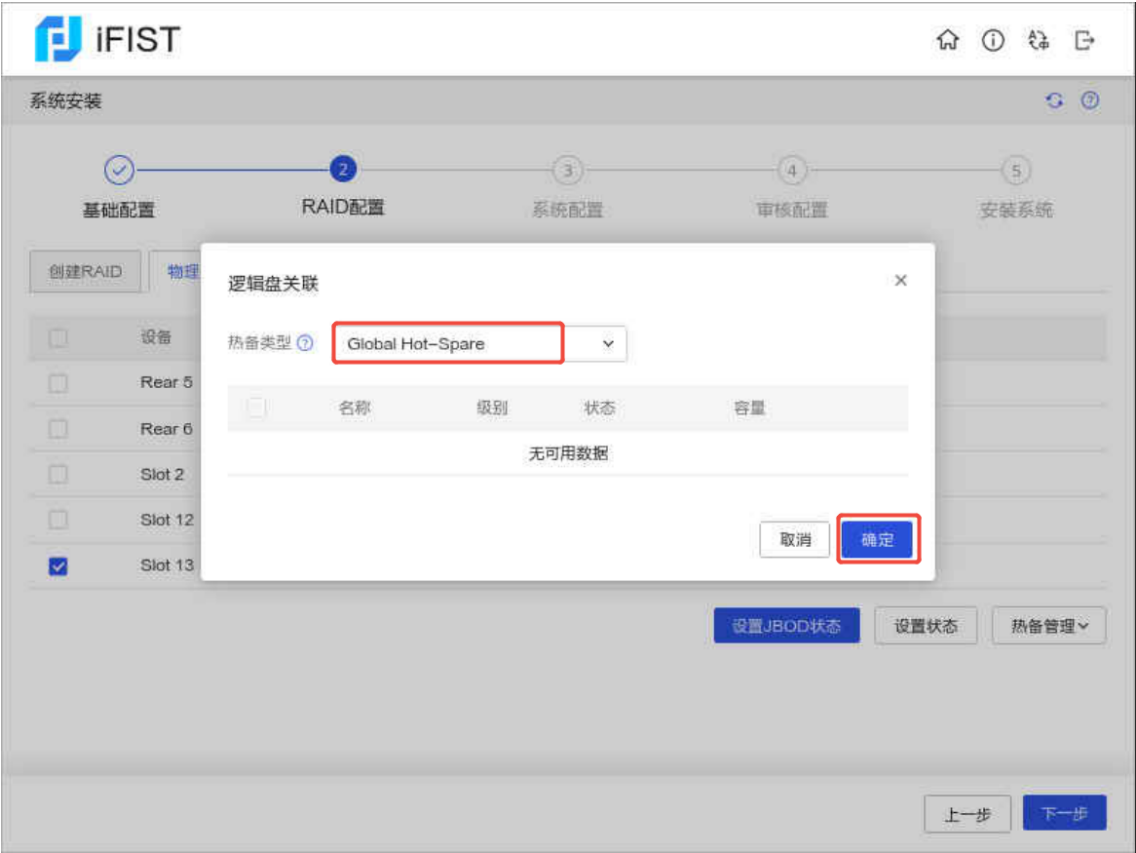 iFIST
系统安装
2 3 4 5
基础配置 RAID配置 系统配置 审核配置 安装系统
创建RAID 物理
逻辑盘关联
热备类型 Global Hot-Spare
设备
名称 级别 状态 容量
无可用数据
Rear 5
Rear 6
Slot 2
Slot 12
Slot 13
取消 确定
设置JBOD状态 设置状态 热备管理
上一步 下一步